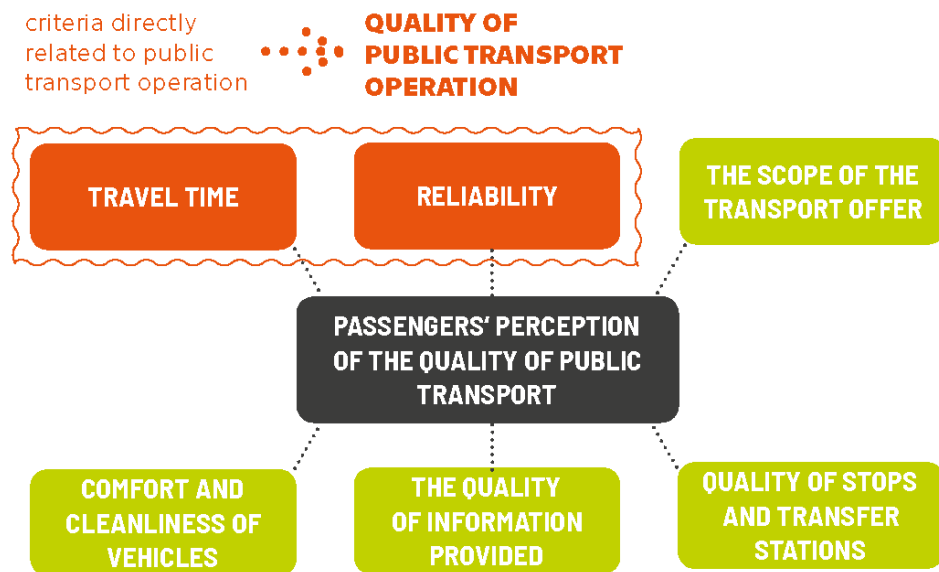 criteria directly
related to public
transport operation
QUALITY OF
PUBLIC TRANSPORT
OPERATION
TRAVEL TIME
RELIABILITY
THE SCOPE OF THE
TRANSPORT OFFER
PASSENGERS' PERCEPTION
OF THE QUALITY OF PUBLIC
TRANSPORT
COMFORT AND
CLEANLINESS OF
VEHICLES
THE QUALITY
OF INFORMATION
PROVIDED
QUALITY OF STOPS
AND TRANSFER
STATIONS